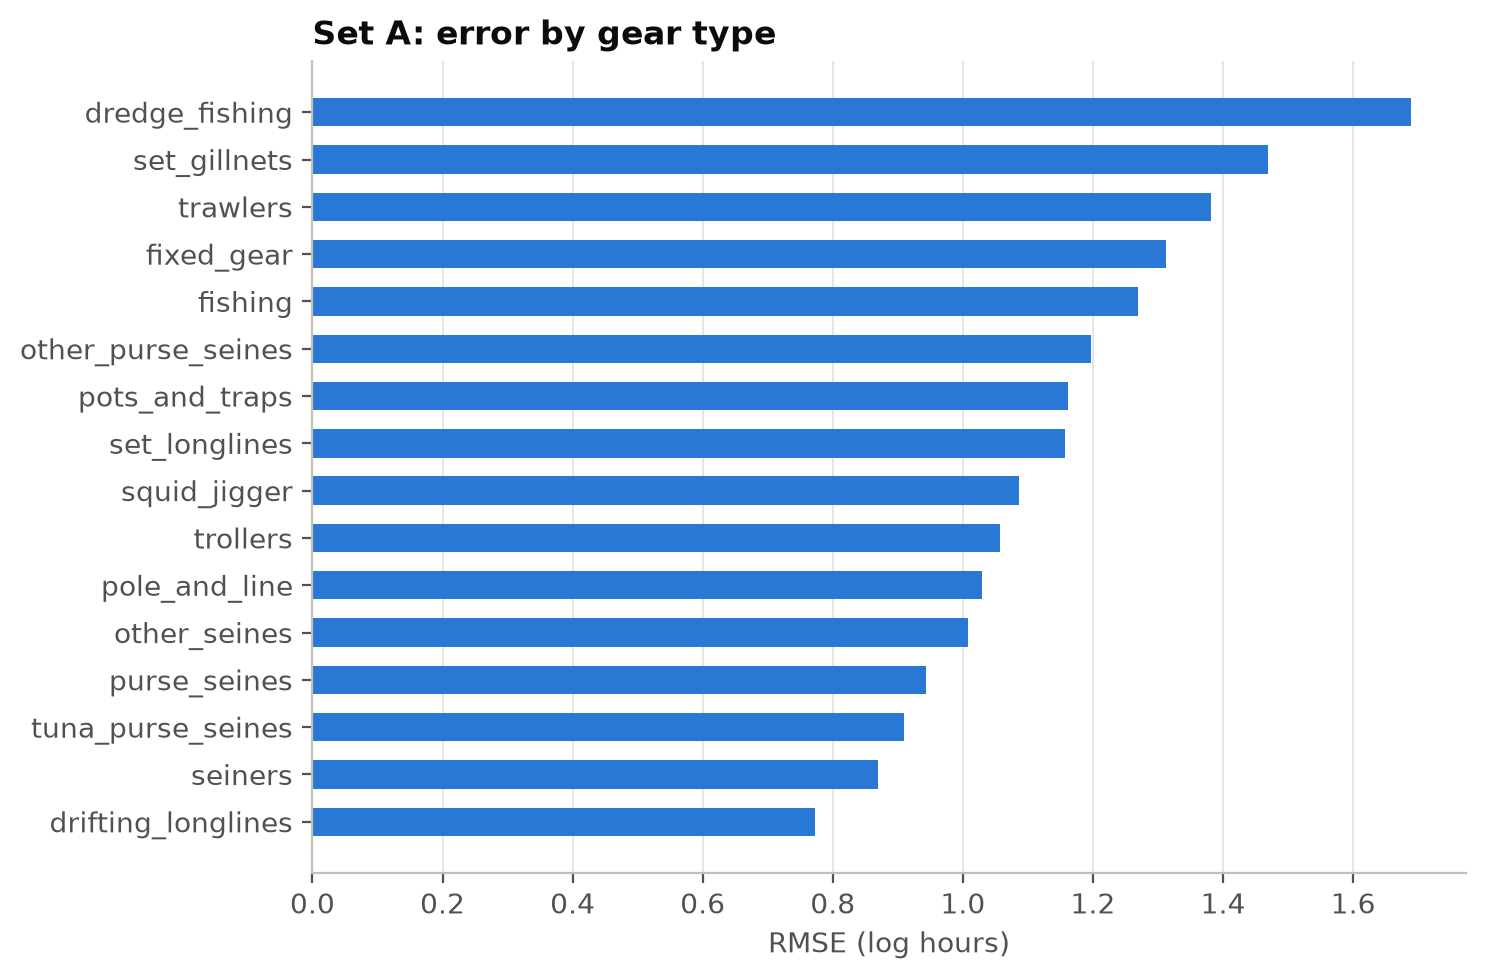 Set A: error by gear type
dredge_fishing
set_gillnets
trawlers
fixed_gear
fishing
other_purse_seines
pots_and_traps
set_longlines
squid_jigger
trollers
pole_and_line
other_seines
purse_seines
tuna_purse_seines
seiners
drifting_longlines
0.0 0.2 0.4 0.6 0.8 1.0 1.2 1.4 1.6
RMSE (log hours)